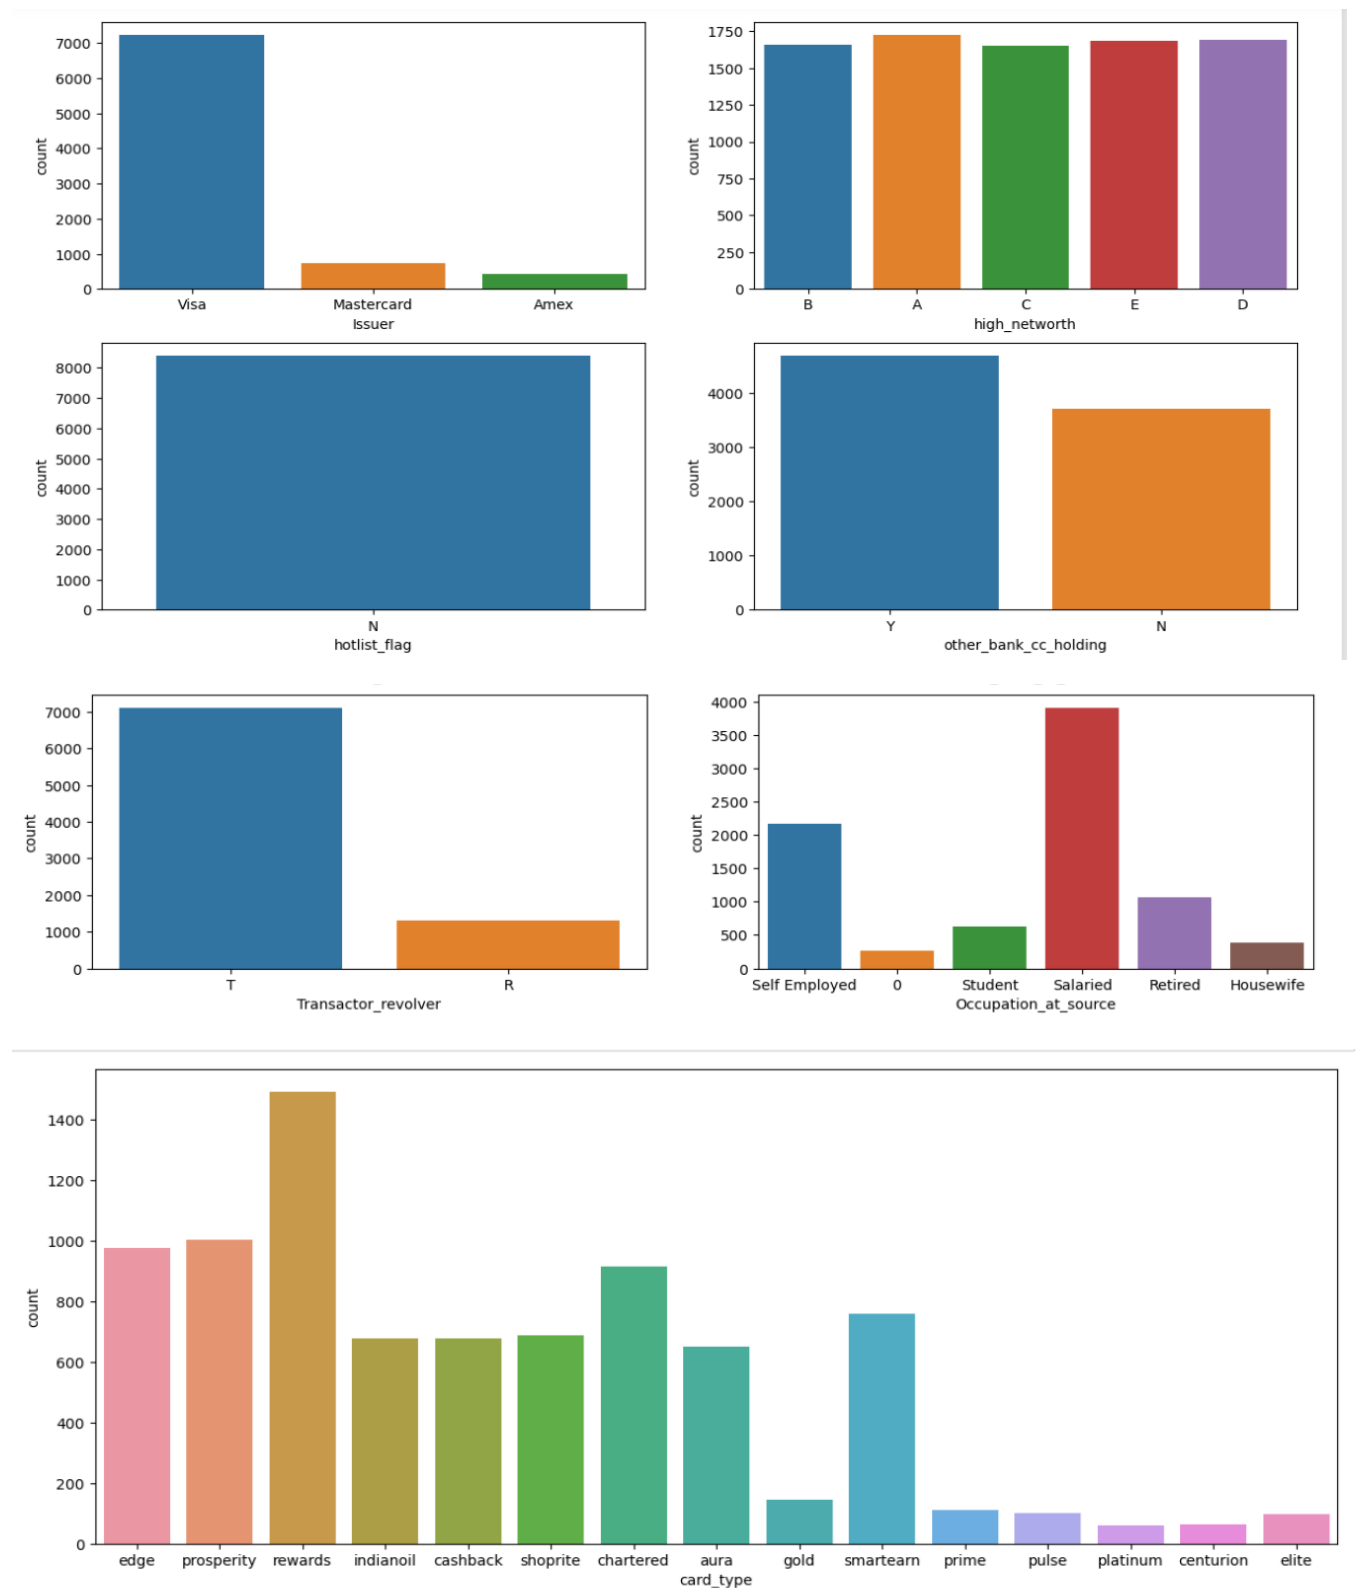 7000
6000
5000
4000
3000
2000
1000
0
count
Visa Mastercard Amex
Issuer
1750
1500
1250
1000
750
500
250
0
count
B A C E D
high_networth
8000
7000
6000
5000
4000
3000
2000
1000
0
count
N
hotlist_flag
4000
3000
2000
1000
0
count
Y N
other_bank_cc_holding
7000
6000
5000
4000
3000
2000
1000
0
count
T R
Transactor_revolver
4000
3500
3000
2500
2000
1500
1000
500
0
count
Self Employed 0 Student Salaried Retired Housewife
Occupation_at_source
1400
1200
1000
800
600
400
200
0
count
edge prosperity rewards indianoil cashback shoprite chartered aura gold smartearn prime pulse platinum centurion elite
card_type